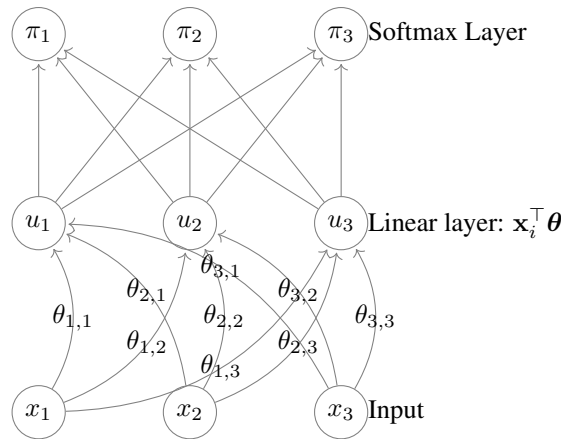 π₁ π₂ π₃ Softmax Layer
u₁ u₂ u₃ Linear layer: 𝐱ᵢ^⊤𝜽
θ₃,₁
θ₂,₁ θ₃,₂
θ₁,₁ θ₂,₂ θ₃,₃
θ₁,₂ θ₂,₃
θ₁,₃
x₁ x₂ x₃ Input